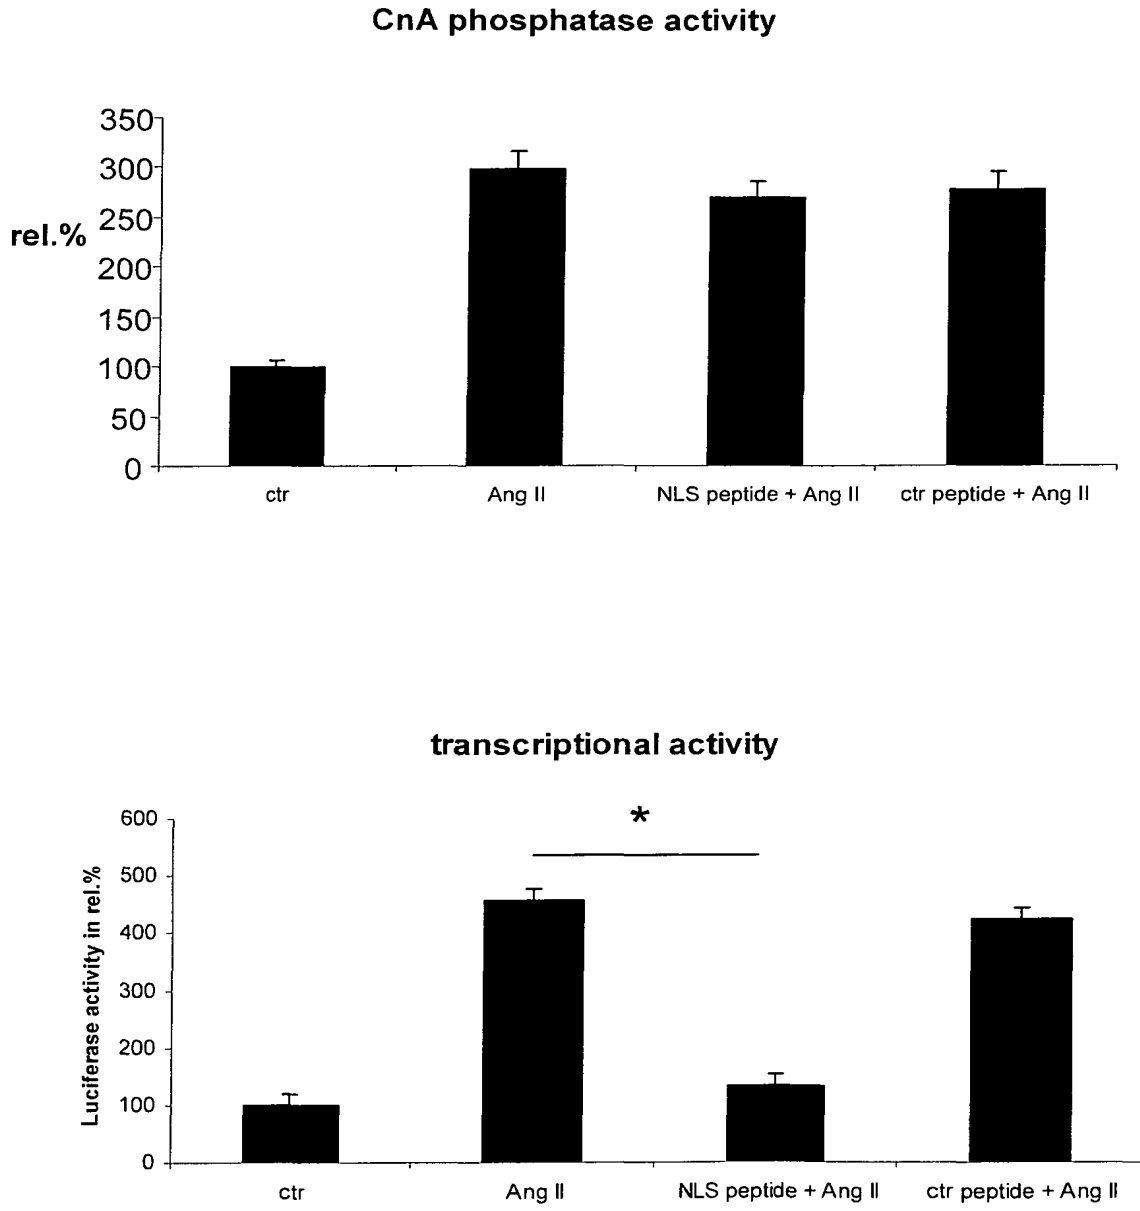 CnA phosphatase activity
350
300
250
rel.%
200
150
100
50
0
ctr Ang II NLS peptide + Ang II ctr peptide + Ang II
transcriptional activity
600
*
500
Luciferase activity in rel.%
400
300
200
100
0
ctr Ang II NLS peptide + Ang II ctr peptide + Ang II